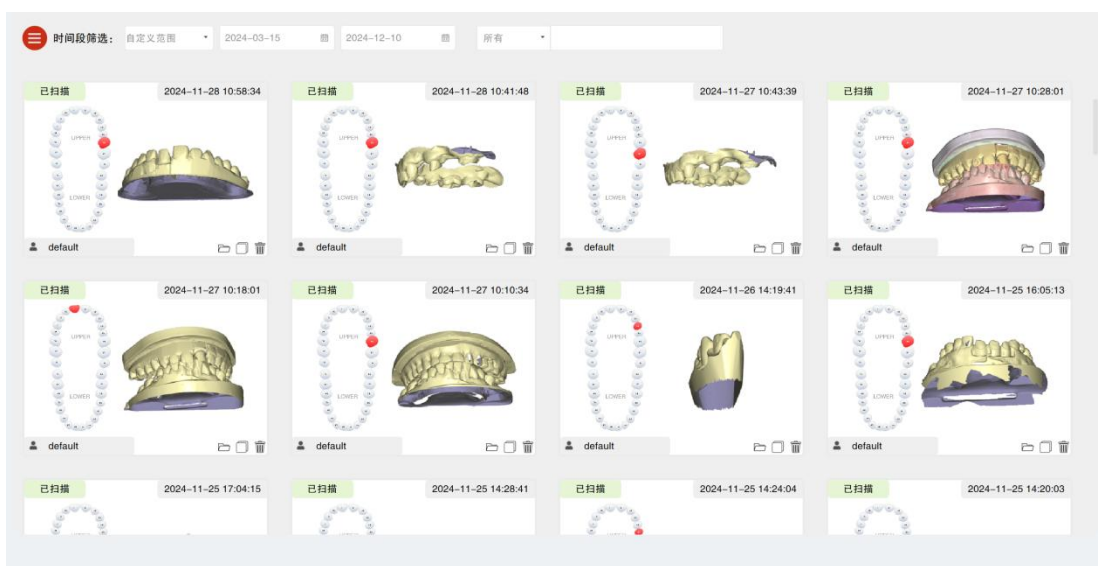 时间段筛选: 自定义范围 2024-03-15 2024-12-10 所有
已扫描 2024-11-28 10:58:34
UPPER
LOWER
default
已扫描 2024-11-28 10:41:48
UPPER
LOWER
default
已扫描 2024-11-27 10:43:39
UPPER
LOWER
default
已扫描 2024-11-27 10:28:01
UPPER
LOWER
default
已扫描 2024-11-27 10:18:01
UPPER
LOWER
default
已扫描 2024-11-27 10:10:34
UPPER
LOWER
default
已扫描 2024-11-26 14:19:41
UPPER
LOWER
default
已扫描 2024-11-25 16:05:13
UPPER
LOWER
default
已扫描 2024-11-25 17:04:15
已扫描 2024-11-25 14:28:41
已扫描 2024-11-25 14:24:04
已扫描 2024-11-25 14:20:03